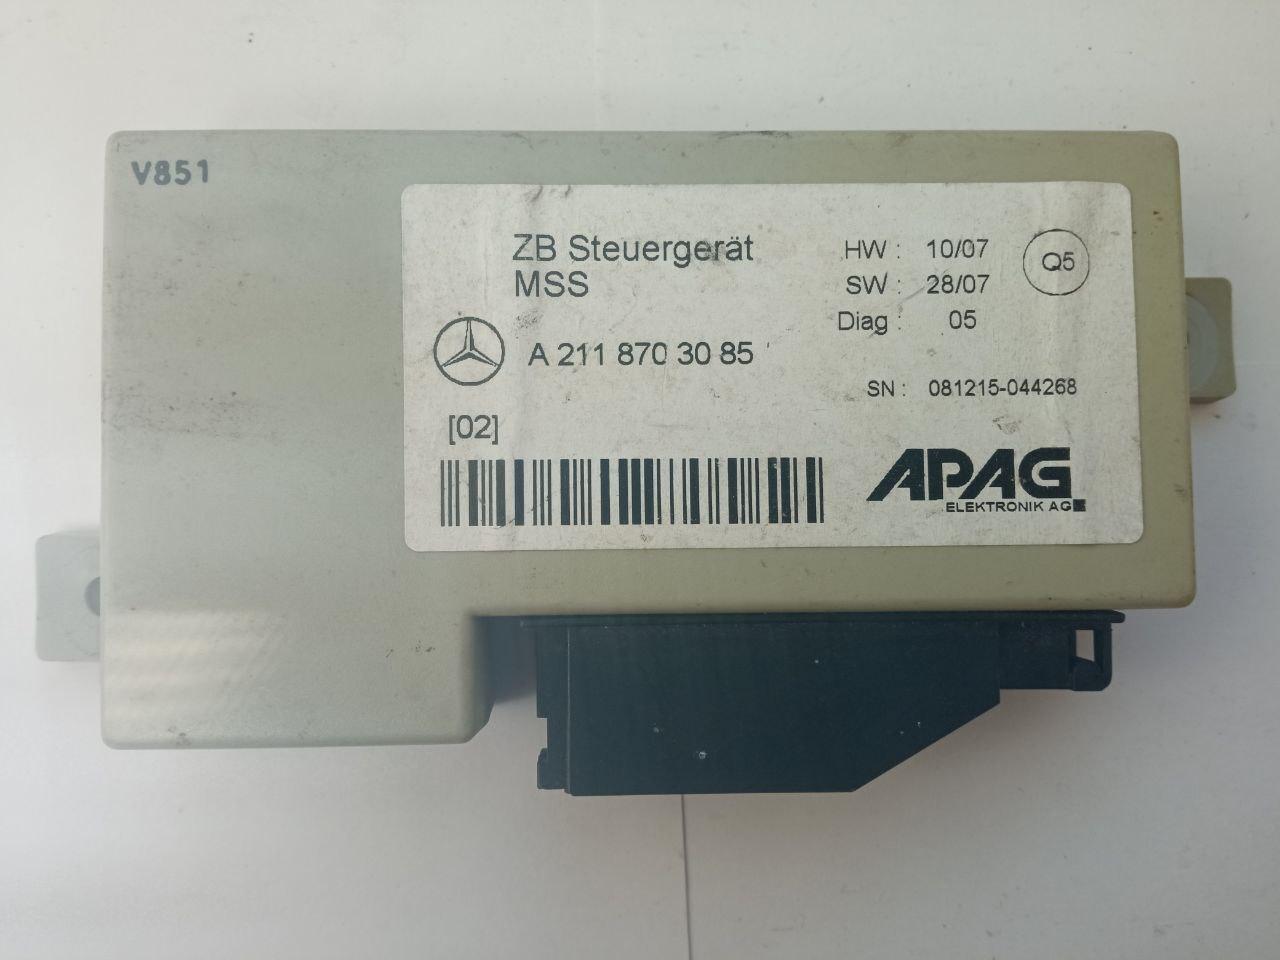 V851
ZB Steuergerät
MSS
HW : 10/07
SW : 28/07
Diag : 05
Q5
A 211 870 30 85
SN : 081215-044268
[02]
APAG
ELEKTRONIK AG